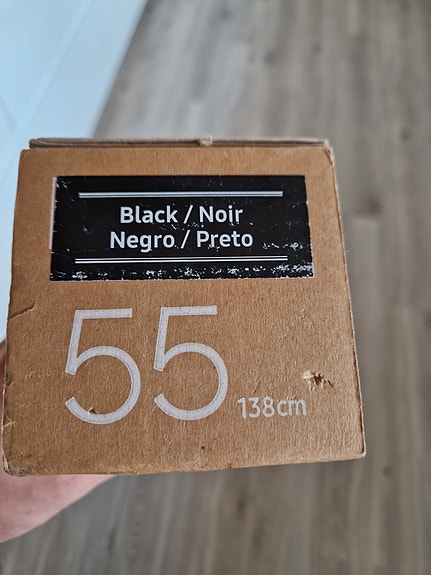 Black / Noir
Negro / Preto
55 138cm